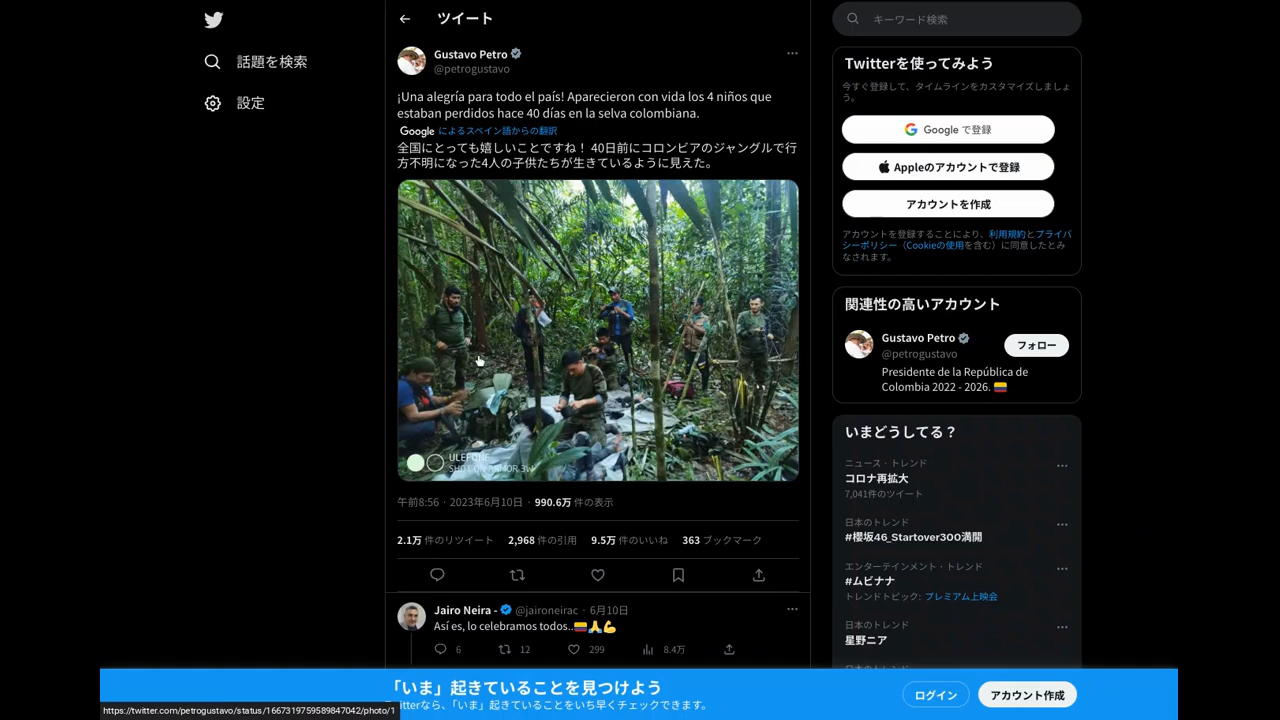 ツイート
話題を検索
設定
Gustavo Petro
@petrogustavo
¡Una alegría para todo el país! Aparecieron con vida los 4 niños que
estaban perdidos hace 40 días en la selva colombiana.
Google によるスペイン語からの翻訳
全国にとっても嬉しいことですね！ 40日前にコロンビアのジャングルで行
方不明になった4人の子供たちが生きているように見えた。
ULEFONE
SHOT ON ARMOR 3W
午前8:56 · 2023年6月10日 · 990.6万 件の表示
2.1万 件のリツイート 2,968 件の引用 9.5万 件のいいね 363 ブックマーク
Jairo Neira - @jaironeirac · 6月10日
Así es, lo celebramos todos..🇨🇴🙏💪
6 12 299 8.4万
キーワード検索
Twitterを使ってみよう
今すぐ登録して、タイムラインをカスタマイズしましょ
う。
Google で登録
Appleのアカウントで登録
アカウントを作成
アカウントを登録することにより、利用規約とプライバ
シーポリシー（Cookieの使用を含む）に同意したとみ
なされます。
関連性の高いアカウント
Gustavo Petro
@petrogustavo
フォロー
Presidente de la República de
Colombia 2022 - 2026. 🇨🇴
いまどうしてる？
ニュース · トレンド
コロナ再拡大
7,041件のツイート
日本のトレンド
#櫻坂46_Startover300満開
エンターテインメント · トレンド
#ムビナナ
トレンドトピック: プレミアム上映会
日本のトレンド
星野ニア
日本のトレンド
「いま」起きていることを見つけよう
itterなら、「いま」起きていることをいち早くチェックできます。
ログイン
アカウント作成
https://twitter.com/petrogustavo/status/1667319759589847042/photo/1